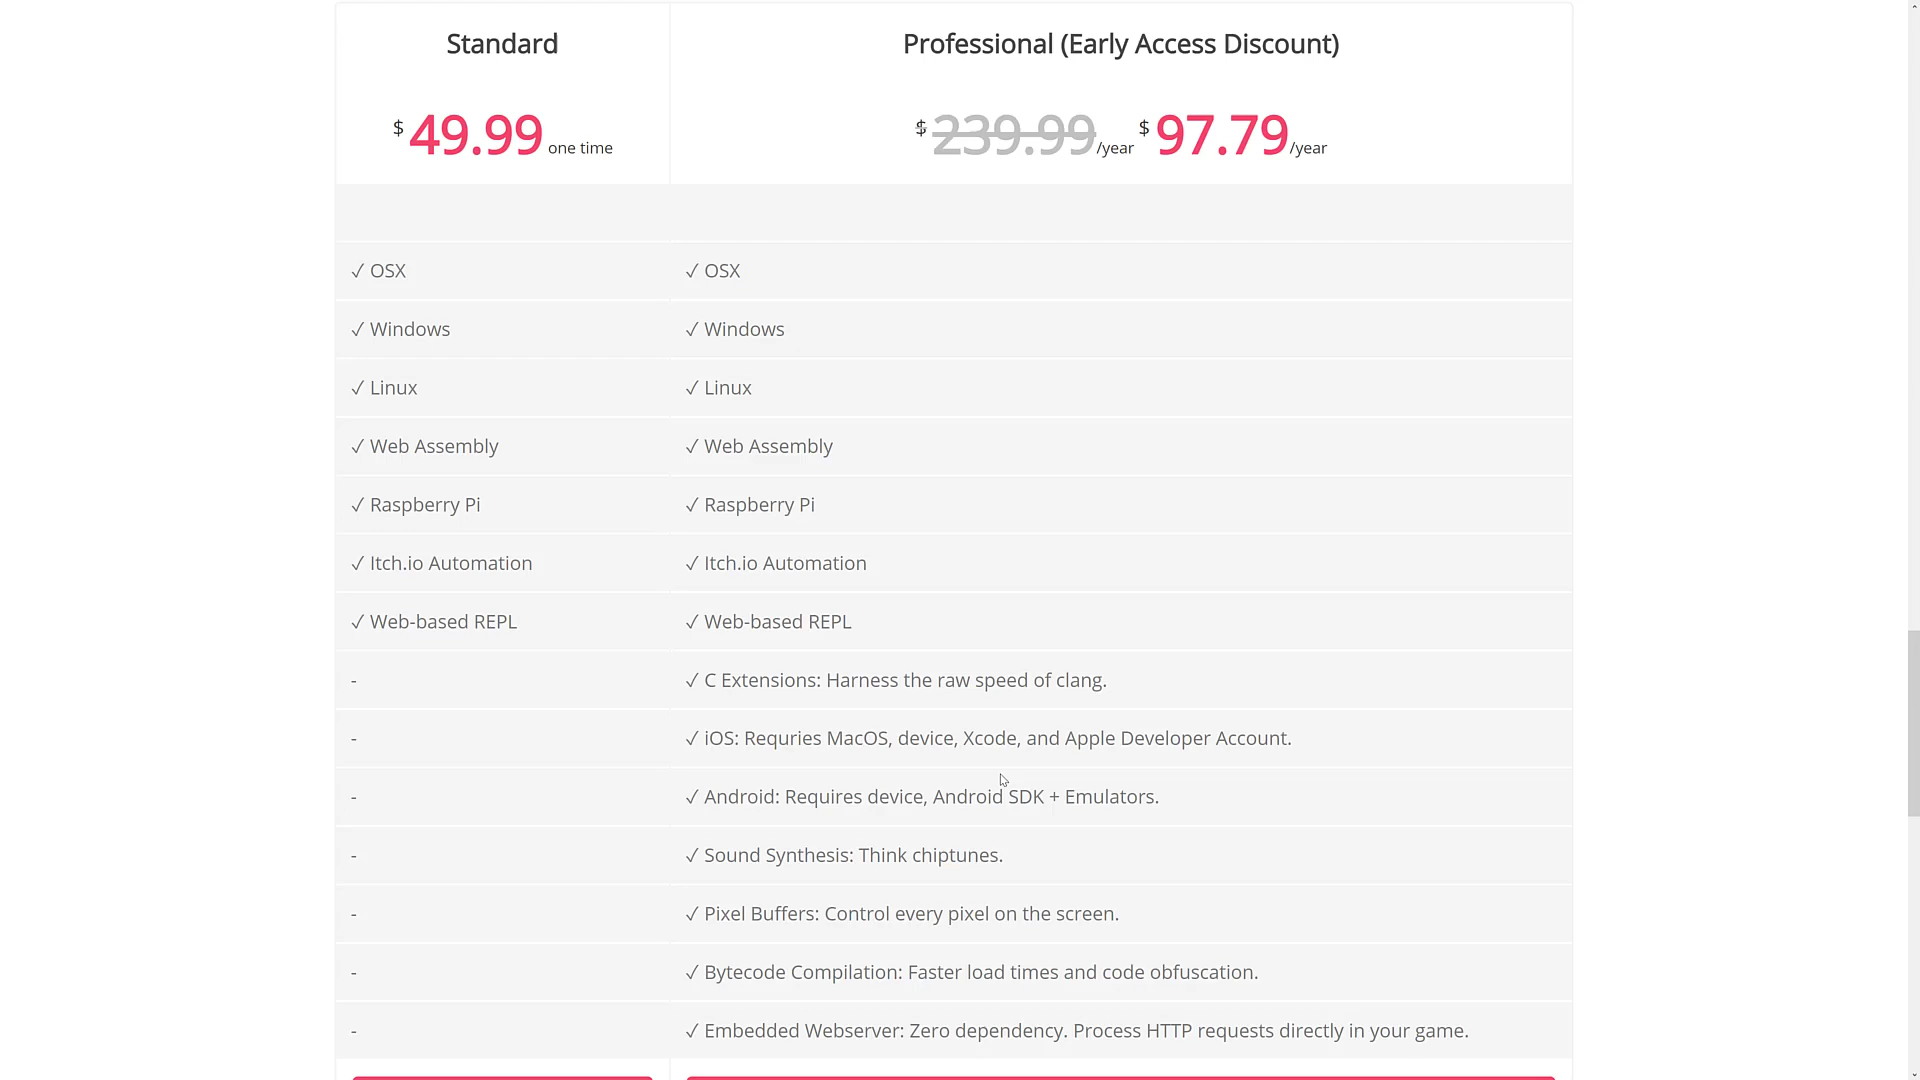 Standard
Professional (Early Access Discount)
$ 49.99 one time
$ 239.99 /year $ 97.79 /year
✓ OSX
✓ OSX
✓ Windows
✓ Windows
✓ Linux
✓ Linux
✓ Web Assembly
✓ Web Assembly
✓ Raspberry Pi
✓ Raspberry Pi
✓ Itch.io Automation
✓ Itch.io Automation
✓ Web-based REPL
✓ Web-based REPL
-
✓ C Extensions: Harness the raw speed of clang.
-
✓ iOS: Requries MacOS, device, Xcode, and Apple Developer Account.
-
✓ Android: Requires device, Android SDK + Emulators.
-
✓ Sound Synthesis: Think chiptunes.
-
✓ Pixel Buffers: Control every pixel on the screen.
-
✓ Bytecode Compilation: Faster load times and code obfuscation.
-
✓ Embedded Webserver: Zero dependency. Process HTTP requests directly in your game.